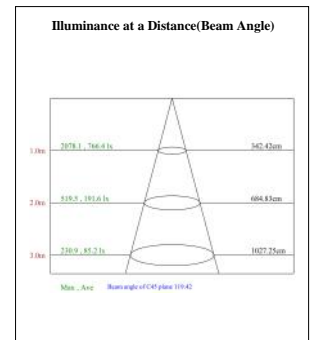 Illuminance at a Distance(Beam Angle)
2078.1 , 766.6 lx 342.42cm
1.0m
519.5 , 191.6 lx 684.83cm
2.0m
230.9 , 85.2 lx 1027.25cm
3.0m
Max , Ave Beam angle of C45 plane 119.42